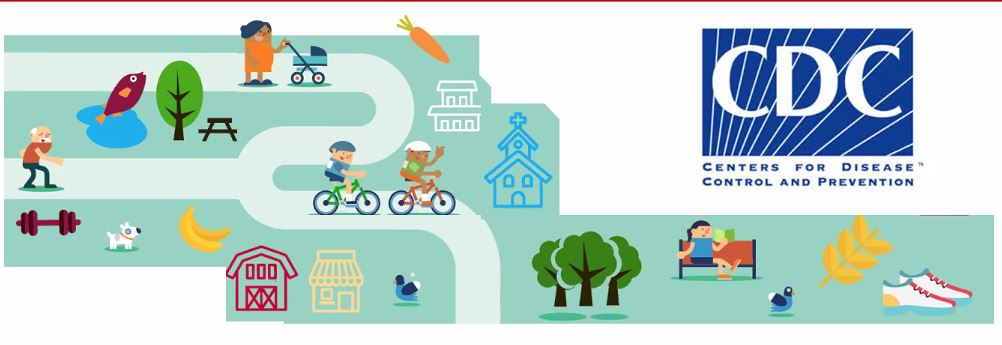 CDC
CENTERS FOR DISEASE™
CONTROL AND PREVENTION